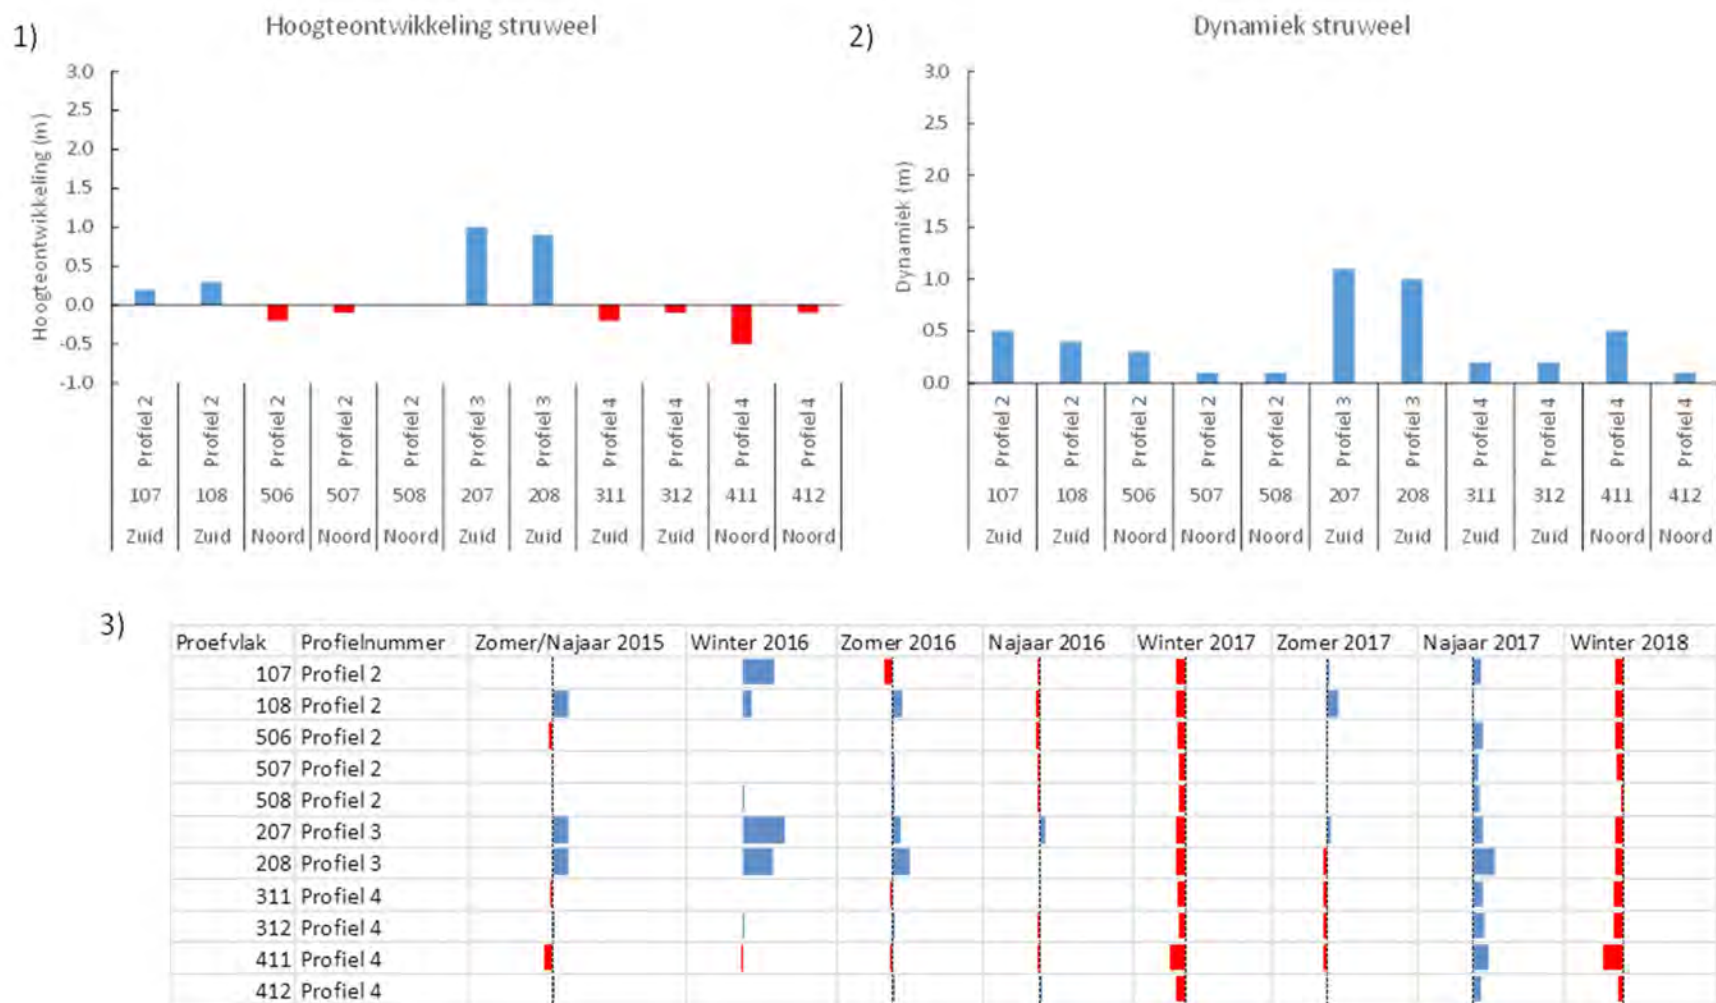 1)
Hoogteontwikkeling struweel
Hoogteontwikkeling (m)
3.0
2.5
2.0
1.5
1.0
0.5
0.0
-0.5
-1.0
Profiel 2 Profiel 2 Profiel 2 Profiel 2 Profiel 2 Profiel 3 Profiel 3 Profiel 4 Profiel 4 Profiel 4 Profiel 4
107 108 506 507 508 207 208 311 312 411 412
Zuid Zuid Noord Noord Noord Zuid Zuid Zuid Zuid Noord Noord
2)
Dynamiek struweel
Dynamiek (m)
3.0
2.5
2.0
1.5
1.0
0.5
0.0
Profiel 2 Profiel 2 Profiel 2 Profiel 2 Profiel 2 Profiel 3 Profiel 3 Profiel 4 Profiel 4 Profiel 4 Profiel 4
107 108 506 507 508 207 208 311 312 411 412
Zuid Zuid Noord Noord Noord Zuid Zuid Zuid Zuid Noord Noord
3)
Proefvlak Profielnummer Zomer/Najaar 2015 Winter 2016 Zomer 2016 Najaar 2016 Winter 2017 Zomer 2017 Najaar 2017 Winter 2018
107 Profiel 2
108 Profiel 2
506 Profiel 2
507 Profiel 2
508 Profiel 2
207 Profiel 3
208 Profiel 3
311 Profiel 4
312 Profiel 4
411 Profiel 4
412 Profiel 4